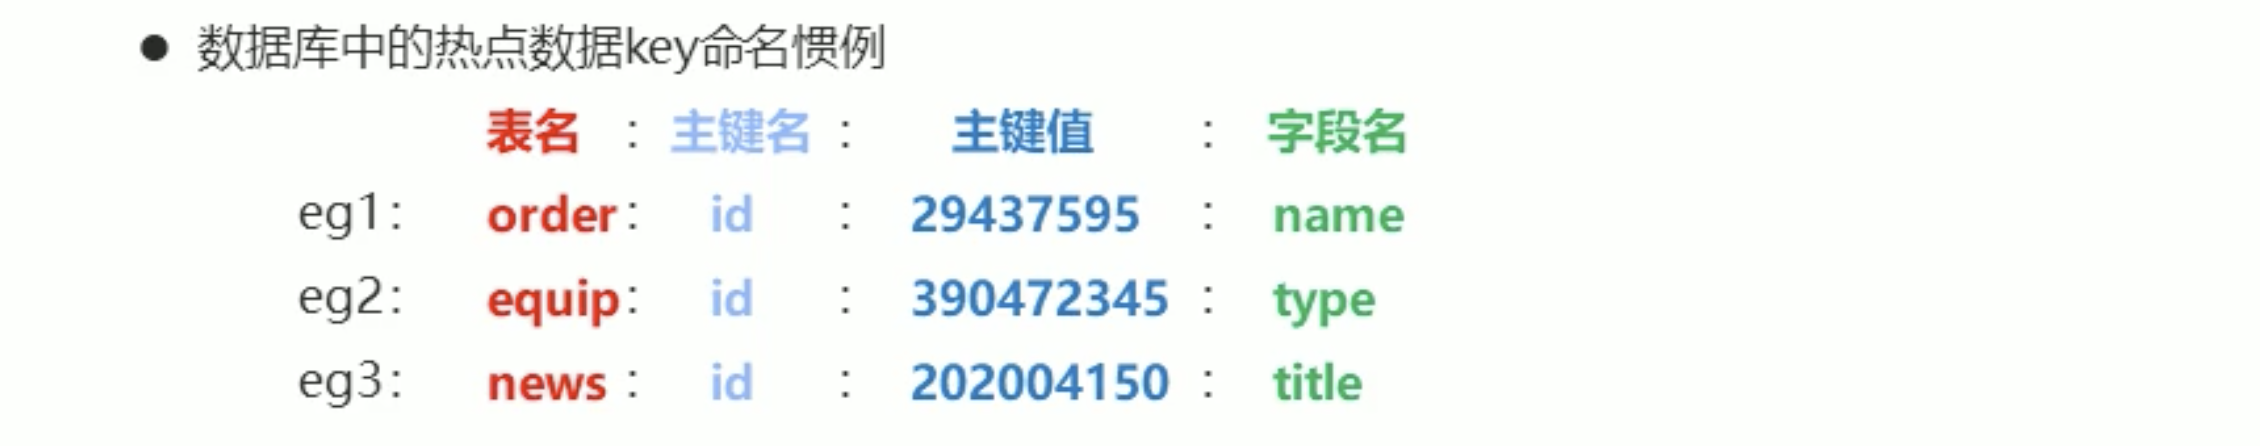 ● 数据库中的热点数据key命名惯例
表名 : 主键名 : 主键值 : 字段名
eg1: order : id : 29437595 : name
eg2: equip : id : 390472345 : type
eg3: news : id : 202004150 : title